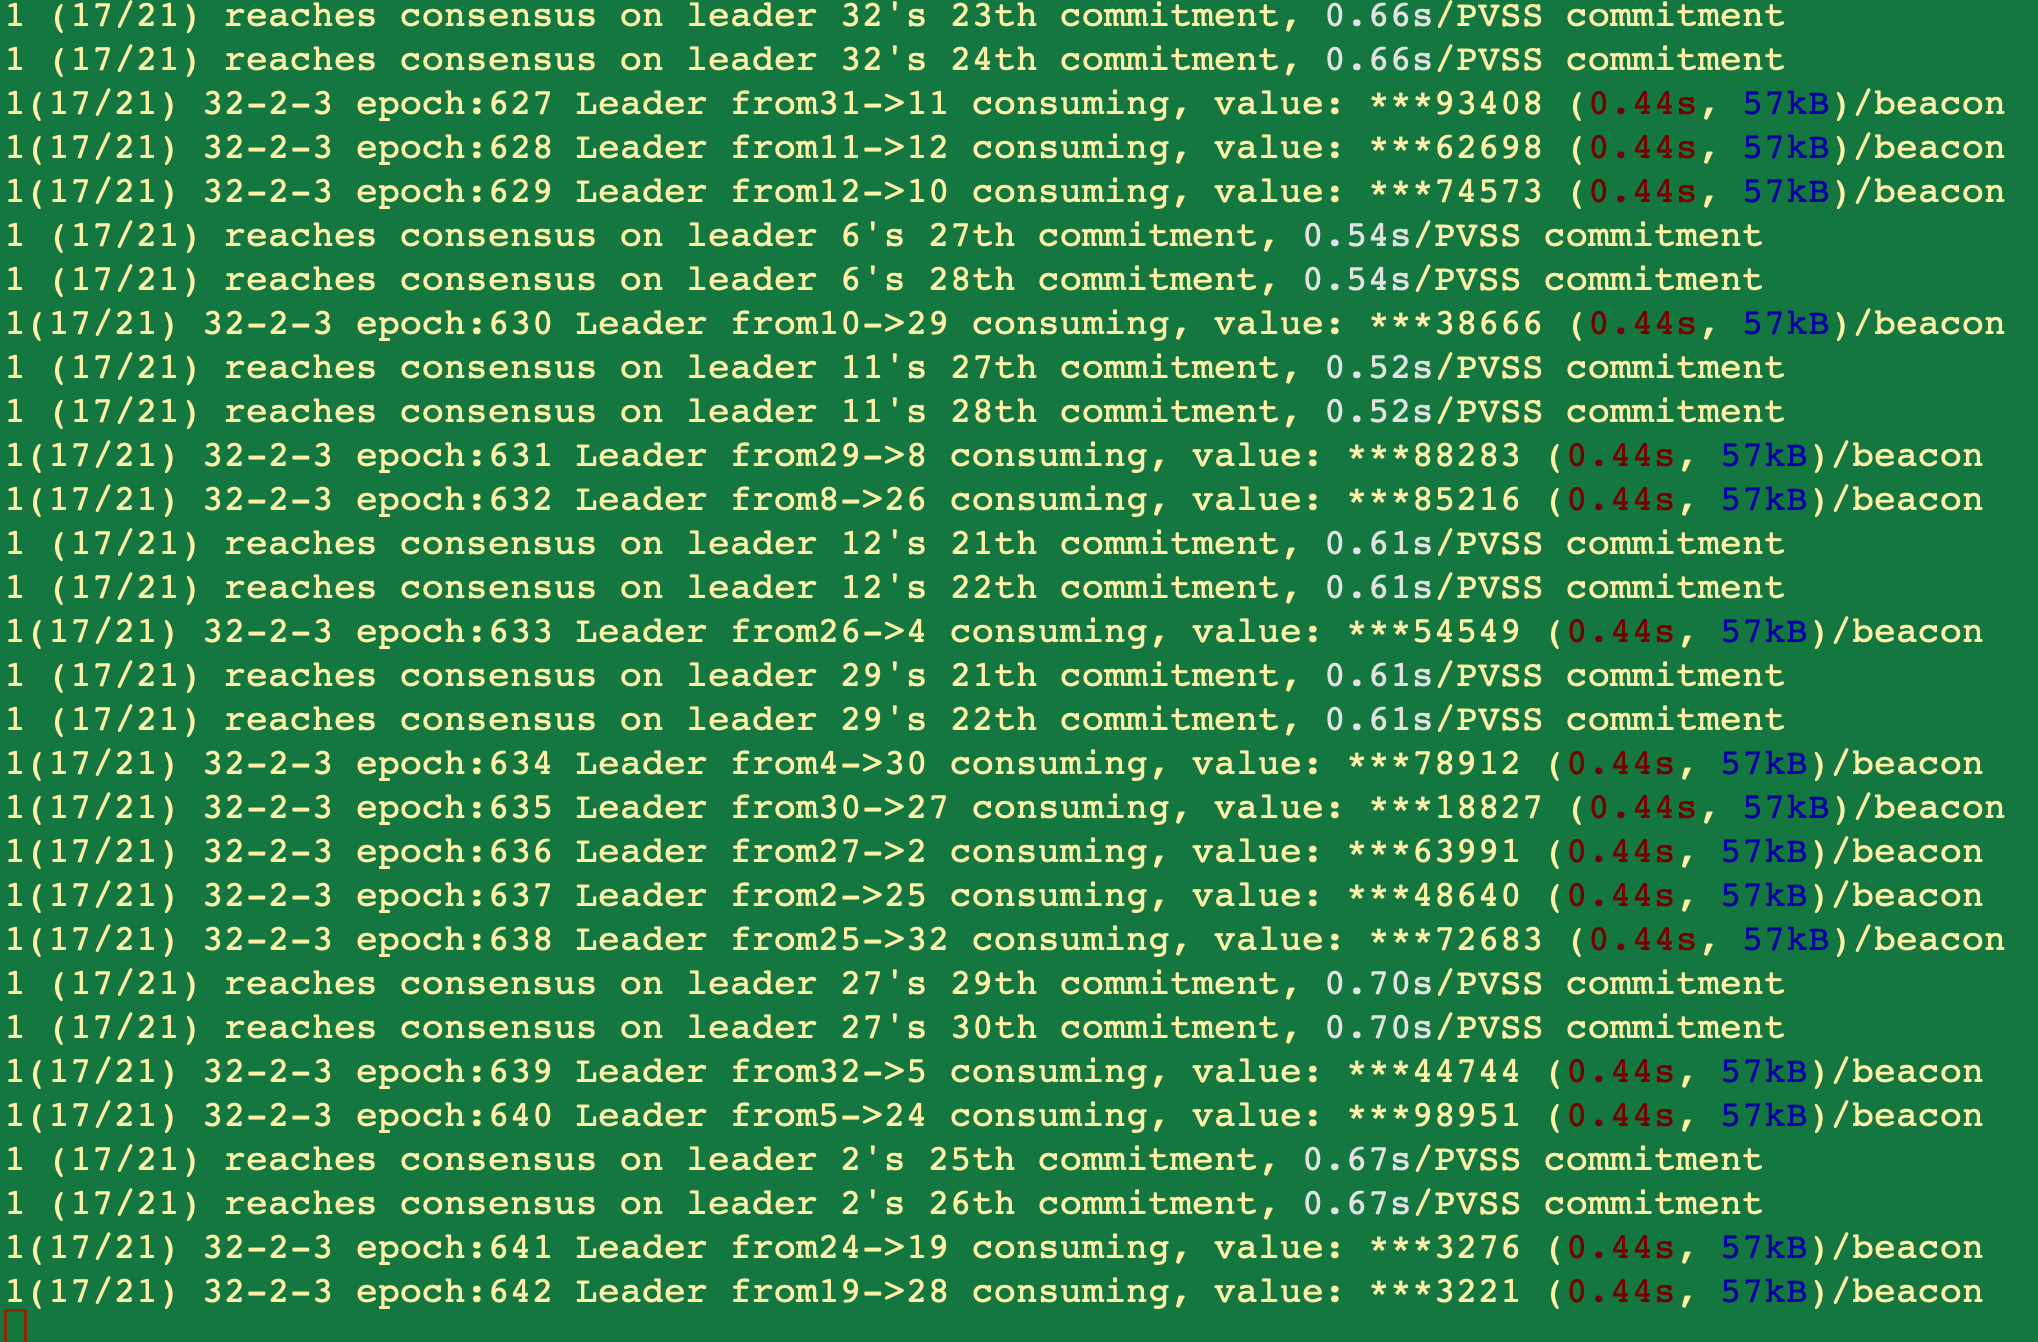 1 (17/21) reaches consensus on leader 32's 23th commitment, 0.66s/PVSS commitment
1 (17/21) reaches consensus on leader 32's 24th commitment, 0.66s/PVSS commitment
1(17/21) 32-2-3 epoch:627 Leader from31->11 consuming, value: ***93408 (0.44s, 57kB)/beacon
1(17/21) 32-2-3 epoch:628 Leader from11->12 consuming, value: ***62698 (0.44s, 57kB)/beacon
1(17/21) 32-2-3 epoch:629 Leader from12->10 consuming, value: ***74573 (0.44s, 57kB)/beacon
1 (17/21) reaches consensus on leader 6's 27th commitment, 0.54s/PVSS commitment
1 (17/21) reaches consensus on leader 6's 28th commitment, 0.54s/PVSS commitment
1(17/21) 32-2-3 epoch:630 Leader from10->29 consuming, value: ***38666 (0.44s, 57kB)/beacon
1 (17/21) reaches consensus on leader 11's 27th commitment, 0.52s/PVSS commitment
1 (17/21) reaches consensus on leader 11's 28th commitment, 0.52s/PVSS commitment
1(17/21) 32-2-3 epoch:631 Leader from29->8 consuming, value: ***88283 (0.44s, 57kB)/beacon
1(17/21) 32-2-3 epoch:632 Leader from8->26 consuming, value: ***85216 (0.44s, 57kB)/beacon
1 (17/21) reaches consensus on leader 12's 21th commitment, 0.61s/PVSS commitment
1 (17/21) reaches consensus on leader 12's 22th commitment, 0.61s/PVSS commitment
1(17/21) 32-2-3 epoch:633 Leader from26->4 consuming, value: ***54549 (0.44s, 57kB)/beacon
1 (17/21) reaches consensus on leader 29's 21th commitment, 0.61s/PVSS commitment
1 (17/21) reaches consensus on leader 29's 22th commitment, 0.61s/PVSS commitment
1(17/21) 32-2-3 epoch:634 Leader from4->30 consuming, value: ***78912 (0.44s, 57kB)/beacon
1(17/21) 32-2-3 epoch:635 Leader from30->27 consuming, value: ***18827 (0.44s, 57kB)/beacon
1(17/21) 32-2-3 epoch:636 Leader from27->2 consuming, value: ***63991 (0.44s, 57kB)/beacon
1(17/21) 32-2-3 epoch:637 Leader from2->25 consuming, value: ***48640 (0.44s, 57kB)/beacon
1(17/21) 32-2-3 epoch:638 Leader from25->32 consuming, value: ***72683 (0.44s, 57kB)/beacon
1 (17/21) reaches consensus on leader 27's 29th commitment, 0.70s/PVSS commitment
1 (17/21) reaches consensus on leader 27's 30th commitment, 0.70s/PVSS commitment
1(17/21) 32-2-3 epoch:639 Leader from32->5 consuming, value: ***44744 (0.44s, 57kB)/beacon
1(17/21) 32-2-3 epoch:640 Leader from5->24 consuming, value: ***98951 (0.44s, 57kB)/beacon
1 (17/21) reaches consensus on leader 2's 25th commitment, 0.67s/PVSS commitment
1 (17/21) reaches consensus on leader 2's 26th commitment, 0.67s/PVSS commitment
1(17/21) 32-2-3 epoch:641 Leader from24->19 consuming, value: ***3276 (0.44s, 57kB)/beacon
1(17/21) 32-2-3 epoch:642 Leader from19->28 consuming, value: ***3221 (0.44s, 57kB)/beacon